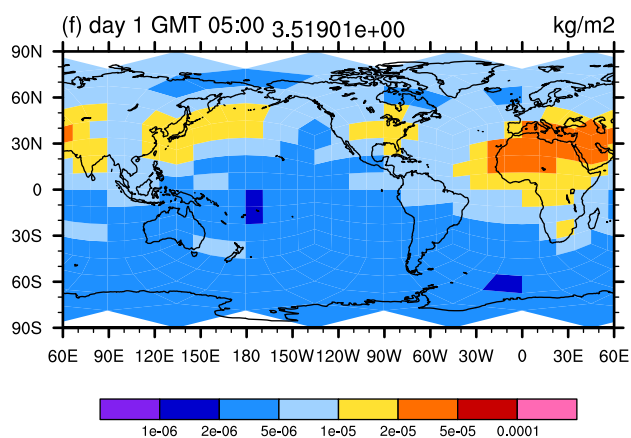 (f) day 1 GMT 05:00 3.51901e+00 kg/m2
90N
60N
30N
0
30S
60S
90S
60E 90E 120E 150E 180 150W 120W 90W 60W 30W 0 30E 60E
1e-06 2e-06 5e-06 1e-05 2e-05 5e-05 0.0001